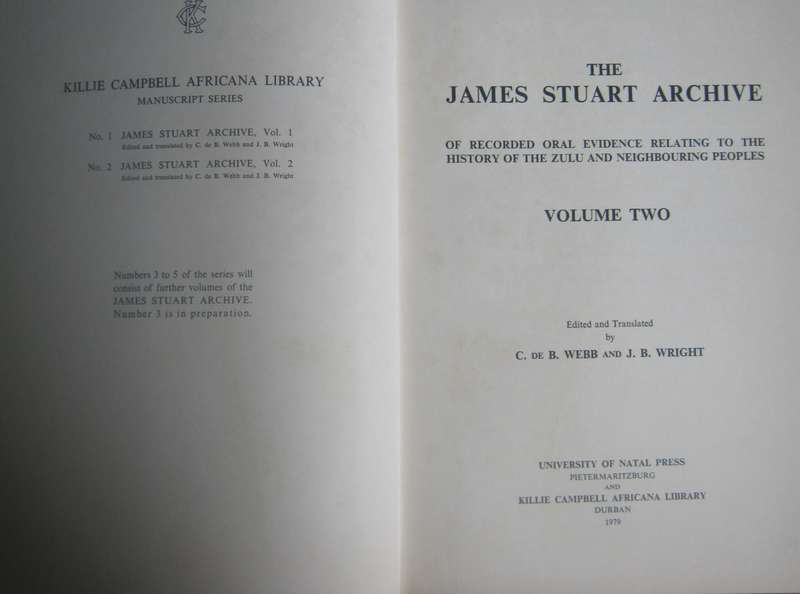 KILLIE CAMPBELL AFRICANA LIBRARY
MANUSCRIPT SERIES
No. 1 JAMES STUART ARCHIVE, Vol. 1
Edited and translated by C. de B. Webb and J. B. Wright
No. 2 JAMES STUART ARCHIVE, Vol. 2
Edited and translated by C. de B. Webb and J. B. Wright
Numbers 3 to 5 of the series will
consist of further volumes of the
JAMES STUART ARCHIVE.
Number 3 is in preparation.
THE
JAMES STUART ARCHIVE
OF RECORDED ORAL EVIDENCE RELATING TO THE
HISTORY OF THE ZULU AND NEIGHBOURING PEOPLES
VOLUME TWO
Edited and Translated
by
C. DE B. WEBB AND J. B. WRIGHT
UNIVERSITY OF NATAL PRESS
PIETERMARITZBURG
AND
KILLIE CAMPBELL AFRICANA LIBRARY
DURBAN
1979